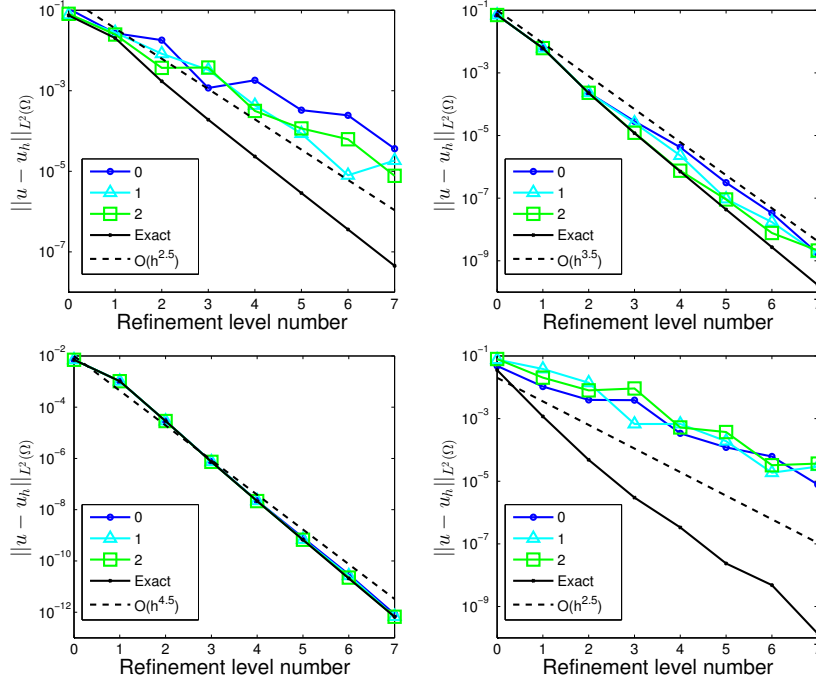 10^{-1}
10^{-3}
10^{-5}
10^{-7}
||u − u_h||_{L^2(Ω)}
0
1
2
Exact
O(h^{2.5})
0 1 2 3 4 5 6 7
Refinement level number
10^{-1}
10^{-3}
10^{-5}
10^{-7}
10^{-9}
||u − u_h||_{L^2(Ω)}
0
1
2
Exact
O(h^{3.5})
0 1 2 3 4 5 6 7
Refinement level number
10^{-2}
10^{-4}
10^{-6}
10^{-8}
10^{-10}
10^{-12}
||u − u_h||_{L^2(Ω)}
0
1
2
Exact
O(h^{4.5})
0 1 2 3 4 5 6 7
Refinement level number
10^{-1}
10^{-3}
10^{-5}
10^{-7}
10^{-9}
||u − u_h||_{L^2(Ω)}
0
1
2
Exact
O(h^{2.5})
0 1 2 3 4 5 6 7
Refinement level number